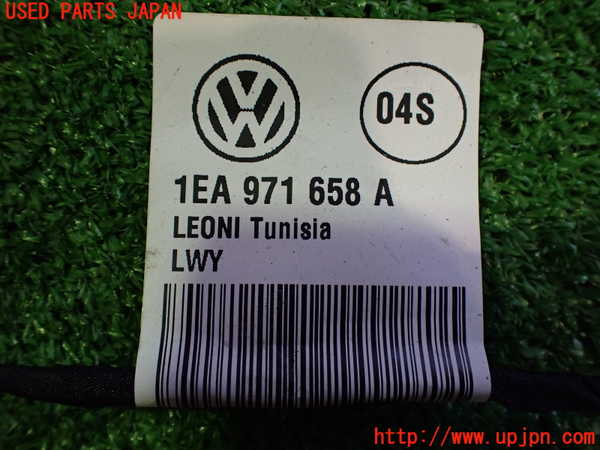 USED PARTS JAPAN
04S
1EA 971 658 A
LEONI Tunisia
LWY
http://www.upjpn.com